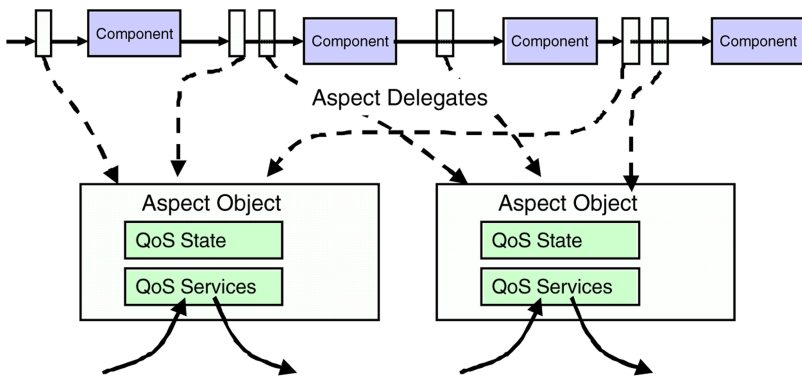 Component
Component
Component
Component
Aspect Delegates
Aspect Object
QoS State
QoS Services
Aspect Object
QoS State
QoS Services